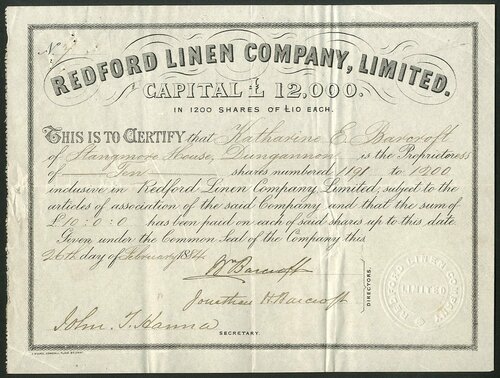 No
REDFORD LINEN COMPANY, LIMITED.
CAPITAL £ 12,000.
IN 1200 SHARES OF £10 EACH.
THIS IS TO CERTIFY that Katharine E. Barcroft
of Stangmore House, Dungannon is the Proprietoress
of Ten shares numbered 1191 to 1200
inclusive in Redford Linen Company, Limited, subject to the
articles of association of the said Company and that the sum of
£10:0:0 has been paid on each of said shares up to this date
Given under the Common Seal of the Company this
26th day of February
Wm Barcroft
Jonathan H Barcroft
DIRECTORS.
John T. Hanna
SECRETARY.
REDFORD LINEN COMPANY
LIMITED